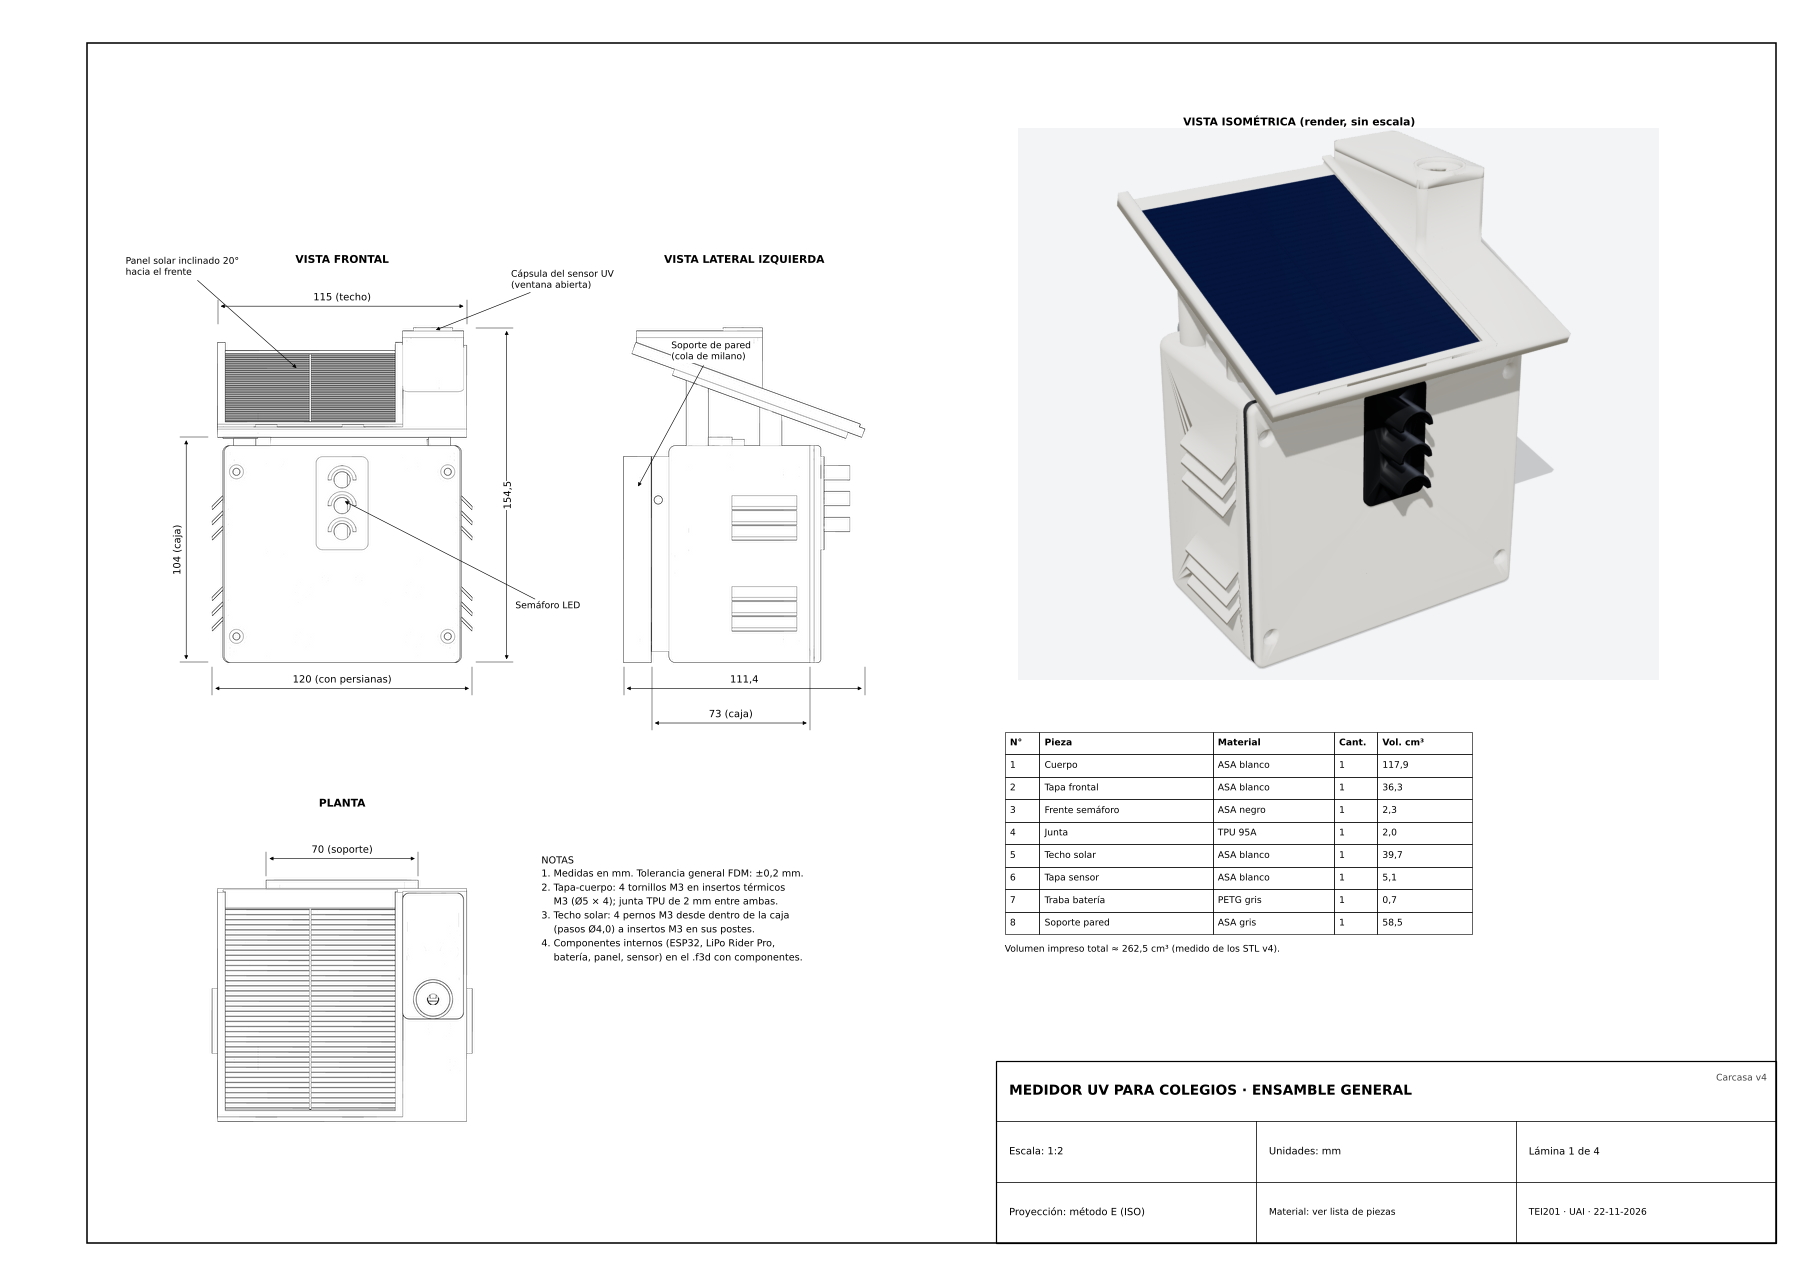 VISTA ISOMÉTRICA (render, sin escala)
Panel solar inclinado 20°
hacia el frente
VISTA FRONTAL
Cápsula del sensor UV
(ventana abierta)
VISTA LATERAL IZQUIERDA
115 (techo)
Soporte de pared
(cola de milano)
154,5
104 (caja)
Semáforo LED
120 (con persianas)
111,4
73 (caja)
PLANTA
70 (soporte)
NOTAS
1. Medidas en mm. Tolerancia general FDM: ±0,2 mm.
2. Tapa-cuerpo: 4 tornillos M3 en insertos térmicos
M3 (Ø5 × 4); junta TPU de 2 mm entre ambas.
3. Techo solar: 4 pernos M3 desde dentro de la caja
(pasos Ø4,0) a insertos M3 en sus postes.
4. Componentes internos (ESP32, LiPo Rider Pro,
batería, panel, sensor) en el .f3d con componentes.
N° Pieza Material Cant. Vol. cm³
1 Cuerpo ASA blanco 1 117,9
2 Tapa frontal ASA blanco 1 36,3
3 Frente semáforo ASA negro 1 2,3
4 Junta TPU 95A 1 2,0
5 Techo solar ASA blanco 1 39,7
6 Tapa sensor ASA blanco 1 5,1
7 Traba batería PETG gris 1 0,7
8 Soporte pared ASA gris 1 58,5
Volumen impreso total ≈ 262,5 cm³ (medido de los STL v4).
Carcasa v4
MEDIDOR UV PARA COLEGIOS · ENSAMBLE GENERAL
Escala: 1:2 Unidades: mm Lámina 1 de 4
Proyección: método E (ISO) Material: ver lista de piezas TEI201 · UAI · 22-11-2026